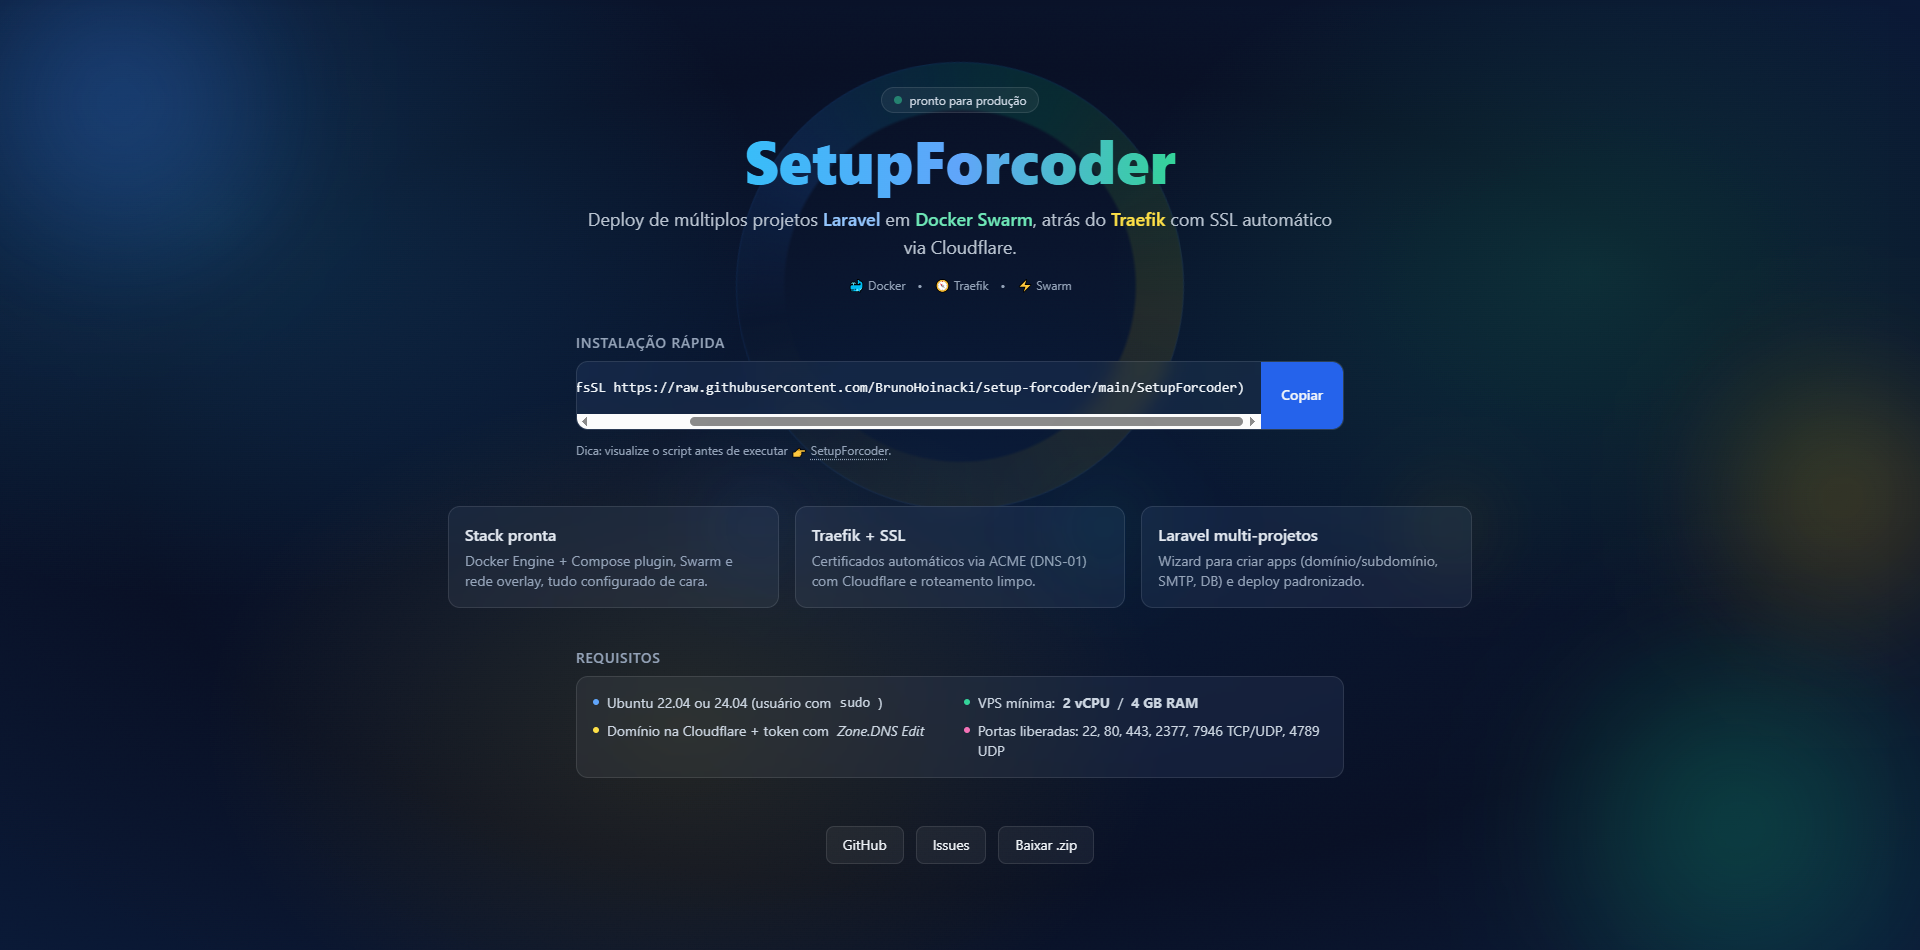 pronto para produção
SetupForcoder
Deploy de múltiplos projetos Laravel em Docker Swarm, atrás do Traefik com SSL automático
via Cloudflare.
Docker • Traefik • Swarm
INSTALAÇÃO RÁPIDA
fsSL https://raw.githubusercontent.com/BrunoHoinacki/setup-forcoder/main/SetupForcoder)
Copiar
Dica: visualize o script antes de executar 👉 SetupForcoder.
Stack pronta
Docker Engine + Compose plugin, Swarm e
rede overlay, tudo configurado de cara.
Traefik + SSL
Certificados automáticos via ACME (DNS-01)
com Cloudflare e roteamento limpo.
Laravel multi-projetos
Wizard para criar apps (domínio/subdomínio,
SMTP, DB) e deploy padronizado.
REQUISITOS
Ubuntu 22.04 ou 24.04 (usuário com sudo )
Domínio na Cloudflare + token com Zone.DNS Edit
VPS mínima: 2 vCPU / 4 GB RAM
Portas liberadas: 22, 80, 443, 2377, 7946 TCP/UDP, 4789
UDP
GitHub
Issues
Baixar .zip